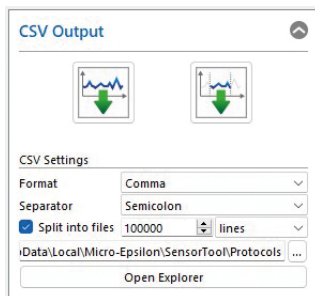 CSV Output
CSV Settings
Format Comma
Separator Semicolon
Split into files 100000 lines
Data\Local\Micro-Epsilon\SensorTool\Protocols ...
Open Explorer